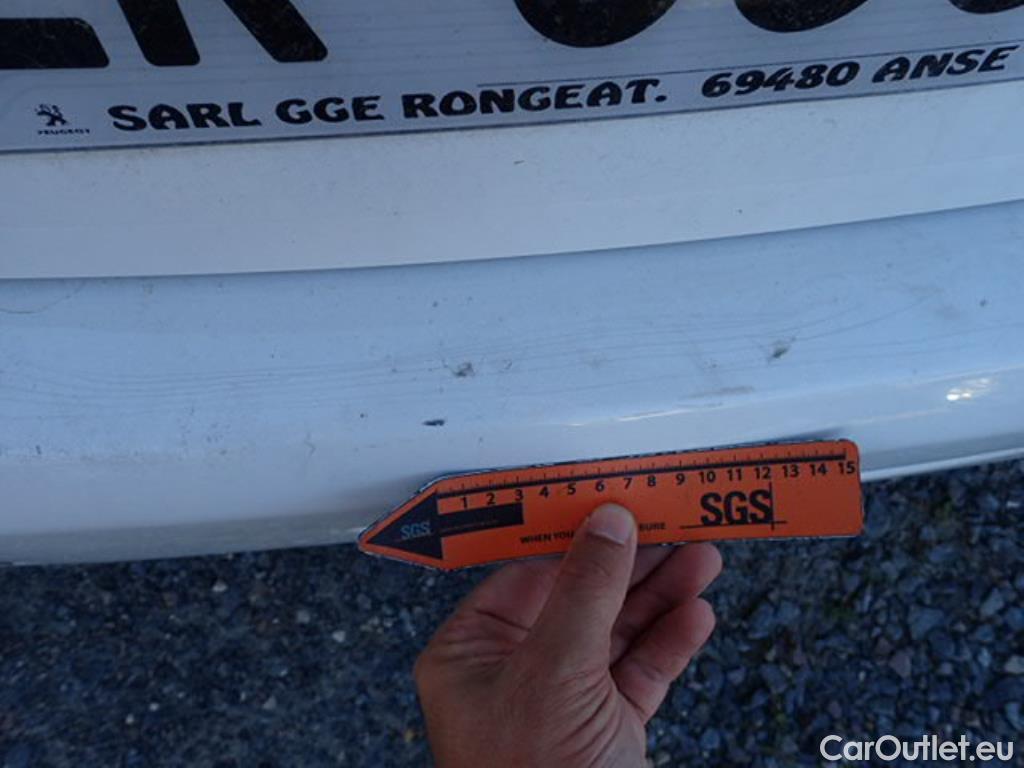 SARL GGE RONGEAT. 69480 ANSE
PEUGEOT
1 2 3 4 5 6 7 8 9 10 11 12 13 14 15
SGS
SGS
WHEN YOU
SURE
CarOutlet.eu